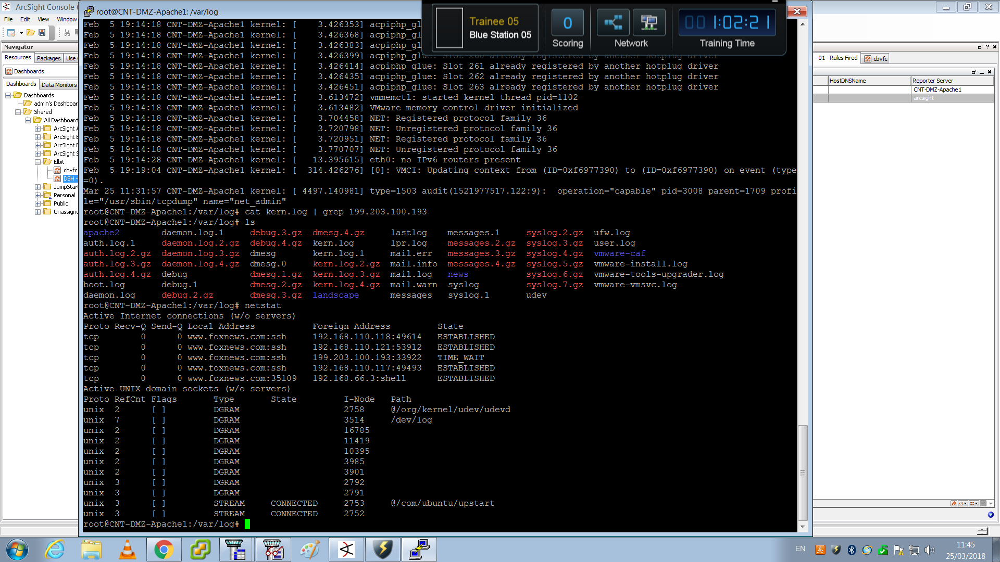 ArcSight Console 6
File Edit View Window
Navigator
Resources Packages Use
Dashboards
Dashboards Data Monitors
Dashboards
admin's Dashboar
Shared
All Dashboard
ArcSight A
ArcSight E
ArcSight F
ArcSight S
Elbit
cbvfc
DSH -
JumpStart
Personal
Public
Unassigne
root@CNT-DMZ-Apache1: /var/log
Trainee 05
Blue Station 05
0
Scoring
Network
00 1:02:21
Training Time
- 01 - Rules Fired
cbvfc
HostDNSName
Reporter Server
CNT-DMZ-Apache1
arcsight
Feb  5 19:14:18 CNT-DMZ-Apache1 kernel: [    3.426353] acpiphp_gl
Feb  5 19:14:18 CNT-DMZ-Apache1 kernel: [    3.426368] acpiphp_gl
Feb  5 19:14:18 CNT-DMZ-Apache1 kernel: [    3.426383] acpiphp_gl
Feb  5 19:14:18 CNT-DMZ-Apache1 kernel: [    3.426399] acpiphp_glue: Slot 260 already registered by another hotplug driver
Feb  5 19:14:18 CNT-DMZ-Apache1 kernel: [    3.426414] acpiphp_glue: Slot 261 already registered by another hotplug driver
Feb  5 19:14:18 CNT-DMZ-Apache1 kernel: [    3.426435] acpiphp_glue: Slot 262 already registered by another hotplug driver
Feb  5 19:14:18 CNT-DMZ-Apache1 kernel: [    3.426451] acpiphp_glue: Slot 263 already registered by another hotplug driver
Feb  5 19:14:18 CNT-DMZ-Apache1 kernel: [    3.613472] vmmemctl: started kernel thread pid=1102
Feb  5 19:14:18 CNT-DMZ-Apache1 kernel: [    3.613482] VMware memory control driver initialized
Feb  5 19:14:18 CNT-DMZ-Apache1 kernel: [    3.704458] NET: Registered protocol family 36
Feb  5 19:14:18 CNT-DMZ-Apache1 kernel: [    3.720798] NET: Unregistered protocol family 36
Feb  5 19:14:18 CNT-DMZ-Apache1 kernel: [    3.720951] NET: Registered protocol family 36
Feb  5 19:14:18 CNT-DMZ-Apache1 kernel: [    3.770707] NET: Unregistered protocol family 36
Feb  5 19:14:28 CNT-DMZ-Apache1 kernel: [   13.395615] eth0: no IPv6 routers present
Feb  5 19:19:04 CNT-DMZ-Apache1 kernel: [  314.426276] [0]: VMCI: Updating context from (ID=0xf6977390) to (ID=0xf6977390) on event (type
=0).
Mar 25 11:31:57 CNT-DMZ-Apache1 kernel: [ 4497.140981] type=1503 audit(1521977517.122:9):  operation="capable" pid=3008 parent=1709 profi
le="/usr/sbin/tcpdump" name="net_admin"
root@CNT-DMZ-Apache1:/var/log# cat kern.log | grep 199.203.100.193
root@CNT-DMZ-Apache1:/var/log# ls
apache2 daemon.log.1 debug.3.gz dmesg.4.gz lastlog messages.1 syslog.2.gz ufw.log
auth.log.1 daemon.log.2.gz debug.4.gz kern.log lpr.log messages.2.gz syslog.3.gz user.log
auth.log.2.gz daemon.log.3.gz dmesg kern.log.1 mail.err messages.3.gz syslog.4.gz vmware-caf
auth.log.3.gz daemon.log.4.gz dmesg.0 kern.log.2.gz mail.info messages.4.gz syslog.5.gz vmware-install.log
auth.log.4.gz debug dmesg.1.gz kern.log.3.gz mail.log news syslog.6.gz vmware-tools-upgrader.log
boot.log debug.1 dmesg.2.gz kern.log.4.gz mail.warn syslog syslog.7.gz vmware-vmsvc.log
daemon.log debug.2.gz dmesg.3.gz landscape messages syslog.1 udev
root@CNT-DMZ-Apache1:/var/log# netstat
Active Internet connections (w/o servers)
Proto Recv-Q Send-Q Local Address Foreign Address State
tcp 0 0 www.foxnews.com:ssh 192.168.110.118:49614 ESTABLISHED
tcp 0 0 www.foxnews.com:ssh 192.168.110.121:53912 ESTABLISHED
tcp 0 0 www.foxnews.com:ssh 199.203.100.193:33922 TIME_WAIT
tcp 0 0 www.foxnews.com:ssh 192.168.110.117:49493 ESTABLISHED
tcp 0 0 www.foxnews.com:35109 192.168.66.3:shell ESTABLISHED
Active UNIX domain sockets (w/o servers)
Proto RefCnt Flags Type State I-Node Path
unix 2 [ ] DGRAM 2758 @/org/kernel/udev/udevd
unix 7 [ ] DGRAM 3514 /dev/log
unix 2 [ ] DGRAM 16785
unix 2 [ ] DGRAM 11419
unix 2 [ ] DGRAM 10395
unix 2 [ ] DGRAM 3985
unix 2 [ ] DGRAM 3901
unix 3 [ ] DGRAM 2792
unix 3 [ ] DGRAM 2791
unix 3 [ ] STREAM CONNECTED 2753 @/com/ubuntu/upstart
unix 3 [ ] STREAM CONNECTED 2752
root@CNT-DMZ-Apache1:/var/log#
EN
11:45
25/03/2018